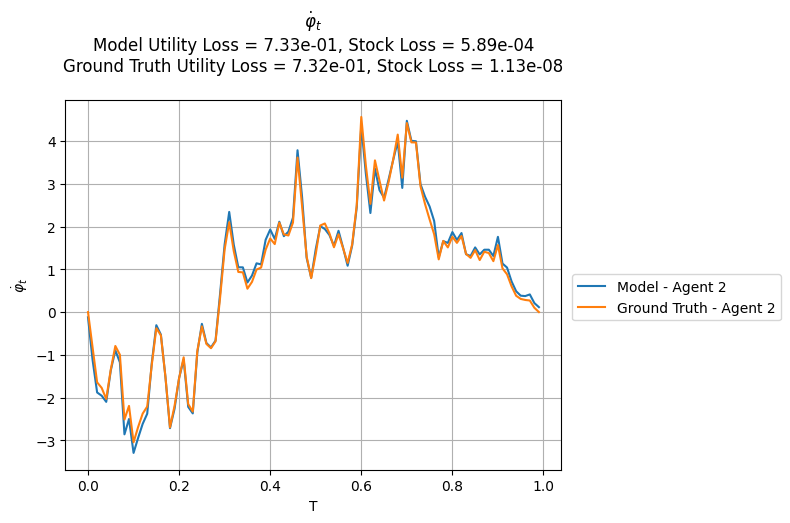 φ̇ₜ
Model Utility Loss = 7.33e-01, Stock Loss = 5.89e-04
Ground Truth Utility Loss = 7.32e-01, Stock Loss = 1.13e-08
4
3
2
1
0
−1
−2
−3
φ̇ₜ
0.0 0.2 0.4 0.6 0.8 1.0
T
Model - Agent 2
Ground Truth - Agent 2